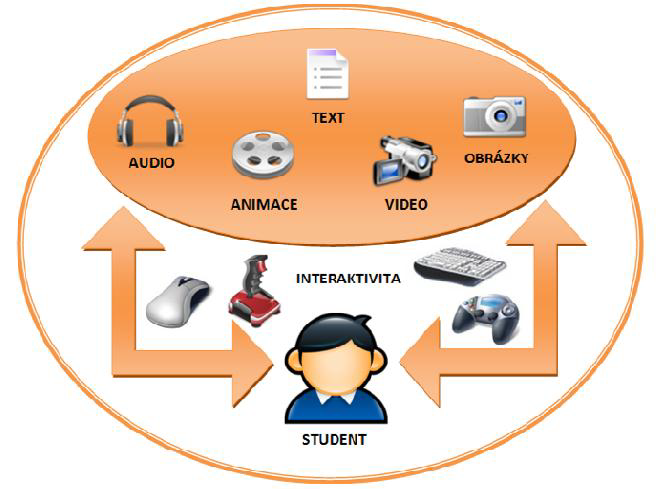 TEXT
AUDIO
OBRÁZKY
ANIMACE
VIDEO
INTERAKTIVITA
STUDENT